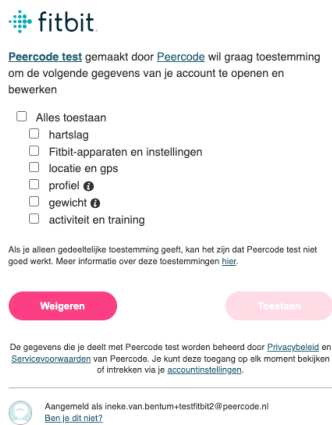 fitbit
Peercode test gemaakt door Peercode wil graag toestemming
om de volgende gegevens van je account te openen en
bewerken
Alles toestaan
hartslag
Fitbit-apparaten en instellingen
locatie en gps
profiel
gewicht
activiteit en training
Als je alleen gedeeltelijke toestemming geeft, kan het zijn dat Peercode test niet
goed werkt. Meer informatie over deze toestemmingen hier.
Weigeren
Toestaan
De gegevens die je deelt met Peercode test worden beheerd door Privacybeleid en
Servicevoorwaarden van Peercode. Je kunt deze toegang op elk moment bekijken
of intrekken via je accountinstellingen.
Aangemeld als ineke.van.bentum+testfitbit2@peercode.nl
Ben je dit niet?